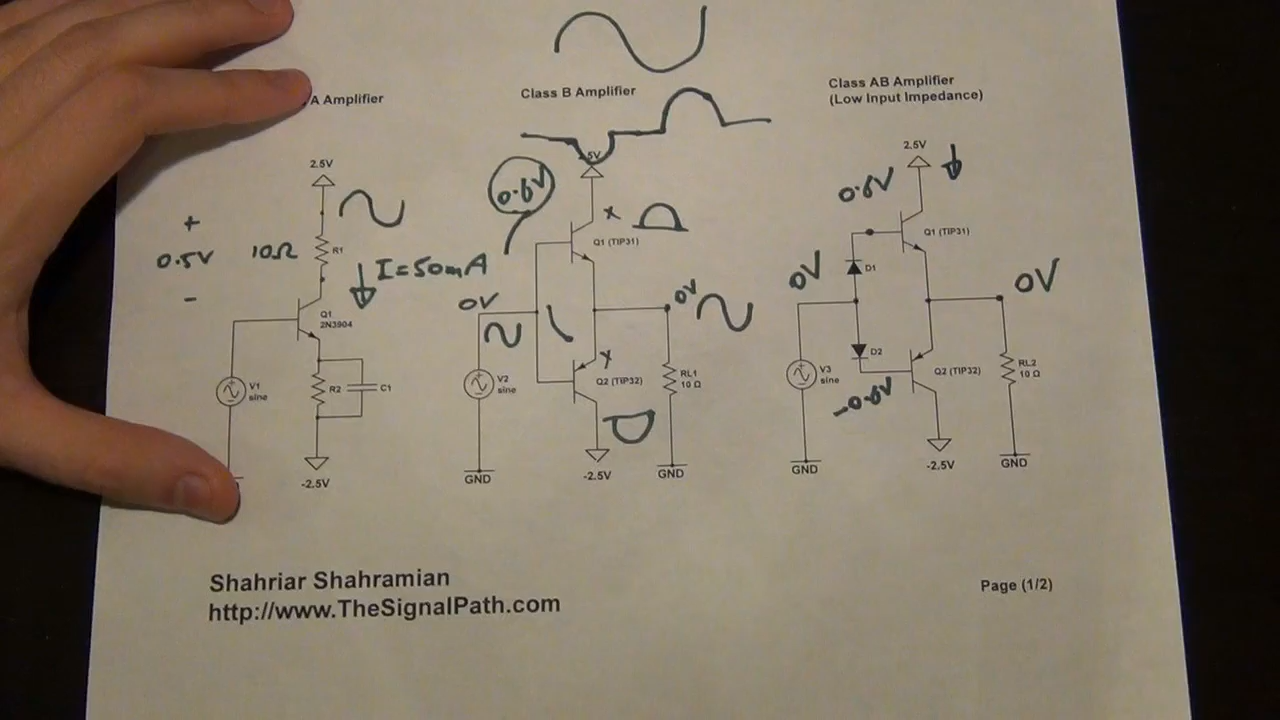 A Amplifier
2.5V
+
0.5V
-
10Ω
R1
I=50mA
Q1
2N3904
V1
sine
R2
C1
-2.5V
Class B Amplifier
5V
0.6V
x
Q1 (TIP31)
0V
0V
V2
sine
x
Q2 (TIP32)
RL1
10 Ω
GND
-2.5V
GND
Class AB Amplifier
(Low Input Impedance)
2.5V
0.6V
Q1 (TIP31)
0V
D1
0V
D2
V3
sine
Q2 (TIP32)
-0.6V
RL2
10 Ω
GND
-2.5V
GND
Shahriar Shahramian
http://www.TheSignalPath.com
Page (1/2)